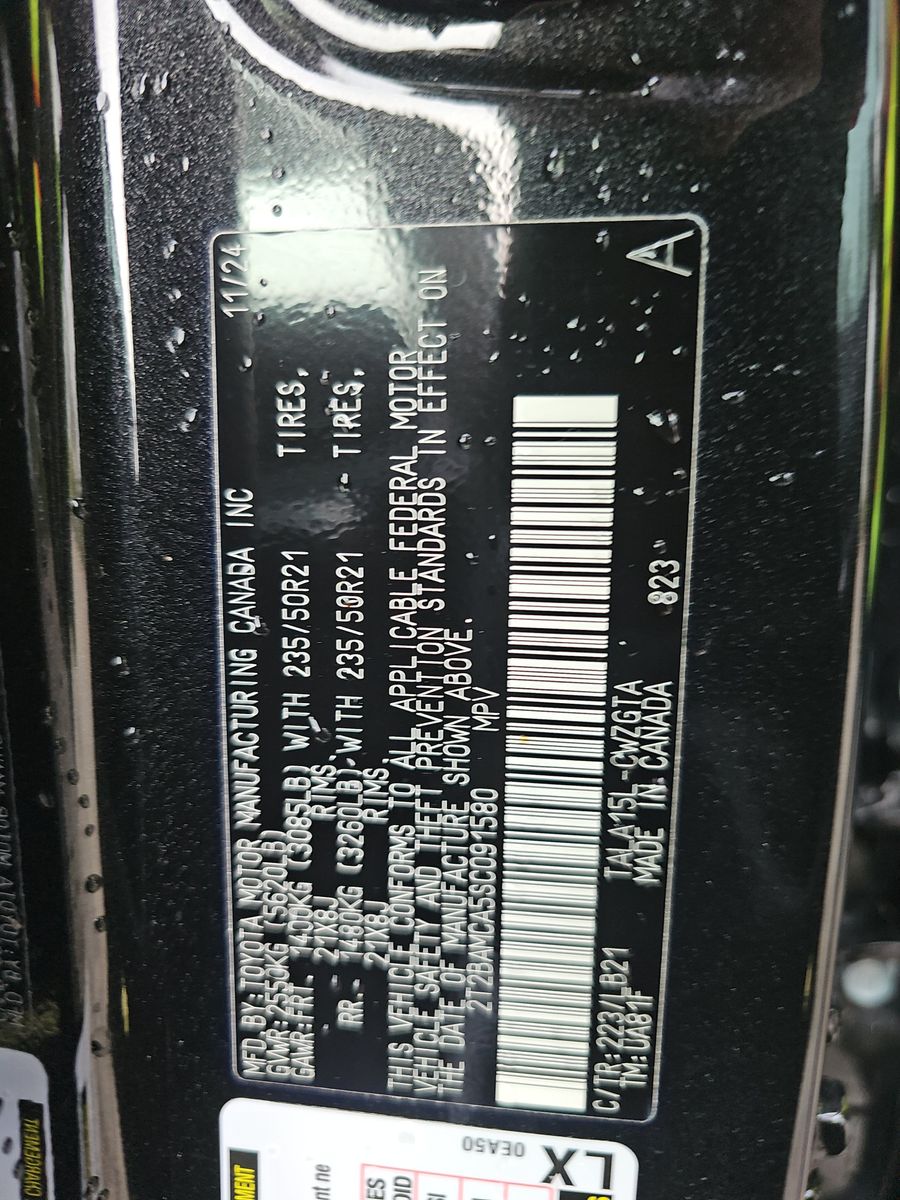 MFD.BY:TOYOTA MOTOR MANUFACTURING CANADA INC 11/24
GVWR:2550KG (5620LB)
GAWR:FRT- 1400KG (3085LB) WITH 235/50R21 TIRES,
21X8J RIMS,
RR.- 1480KG (3260LB) WITH 235/50R21 - TIRES,
21X8J RIMS,
THIS VEHICLE CONFORMS TO ALL APPLICABLE FEDERAL MOTOR
VEHICLE SAFETY AND THEFT PREVENTION STANDARDS IN EFFECT ON
THE DATE OF MANUFACTURE SHOWN ABOVE.
2T2BAMCA5SC091580 MPV
C/TR:223/LB21 TALA15L-CWZGTA 823 A
TM:UA81F MADE IN CANADA
LX
0EA50